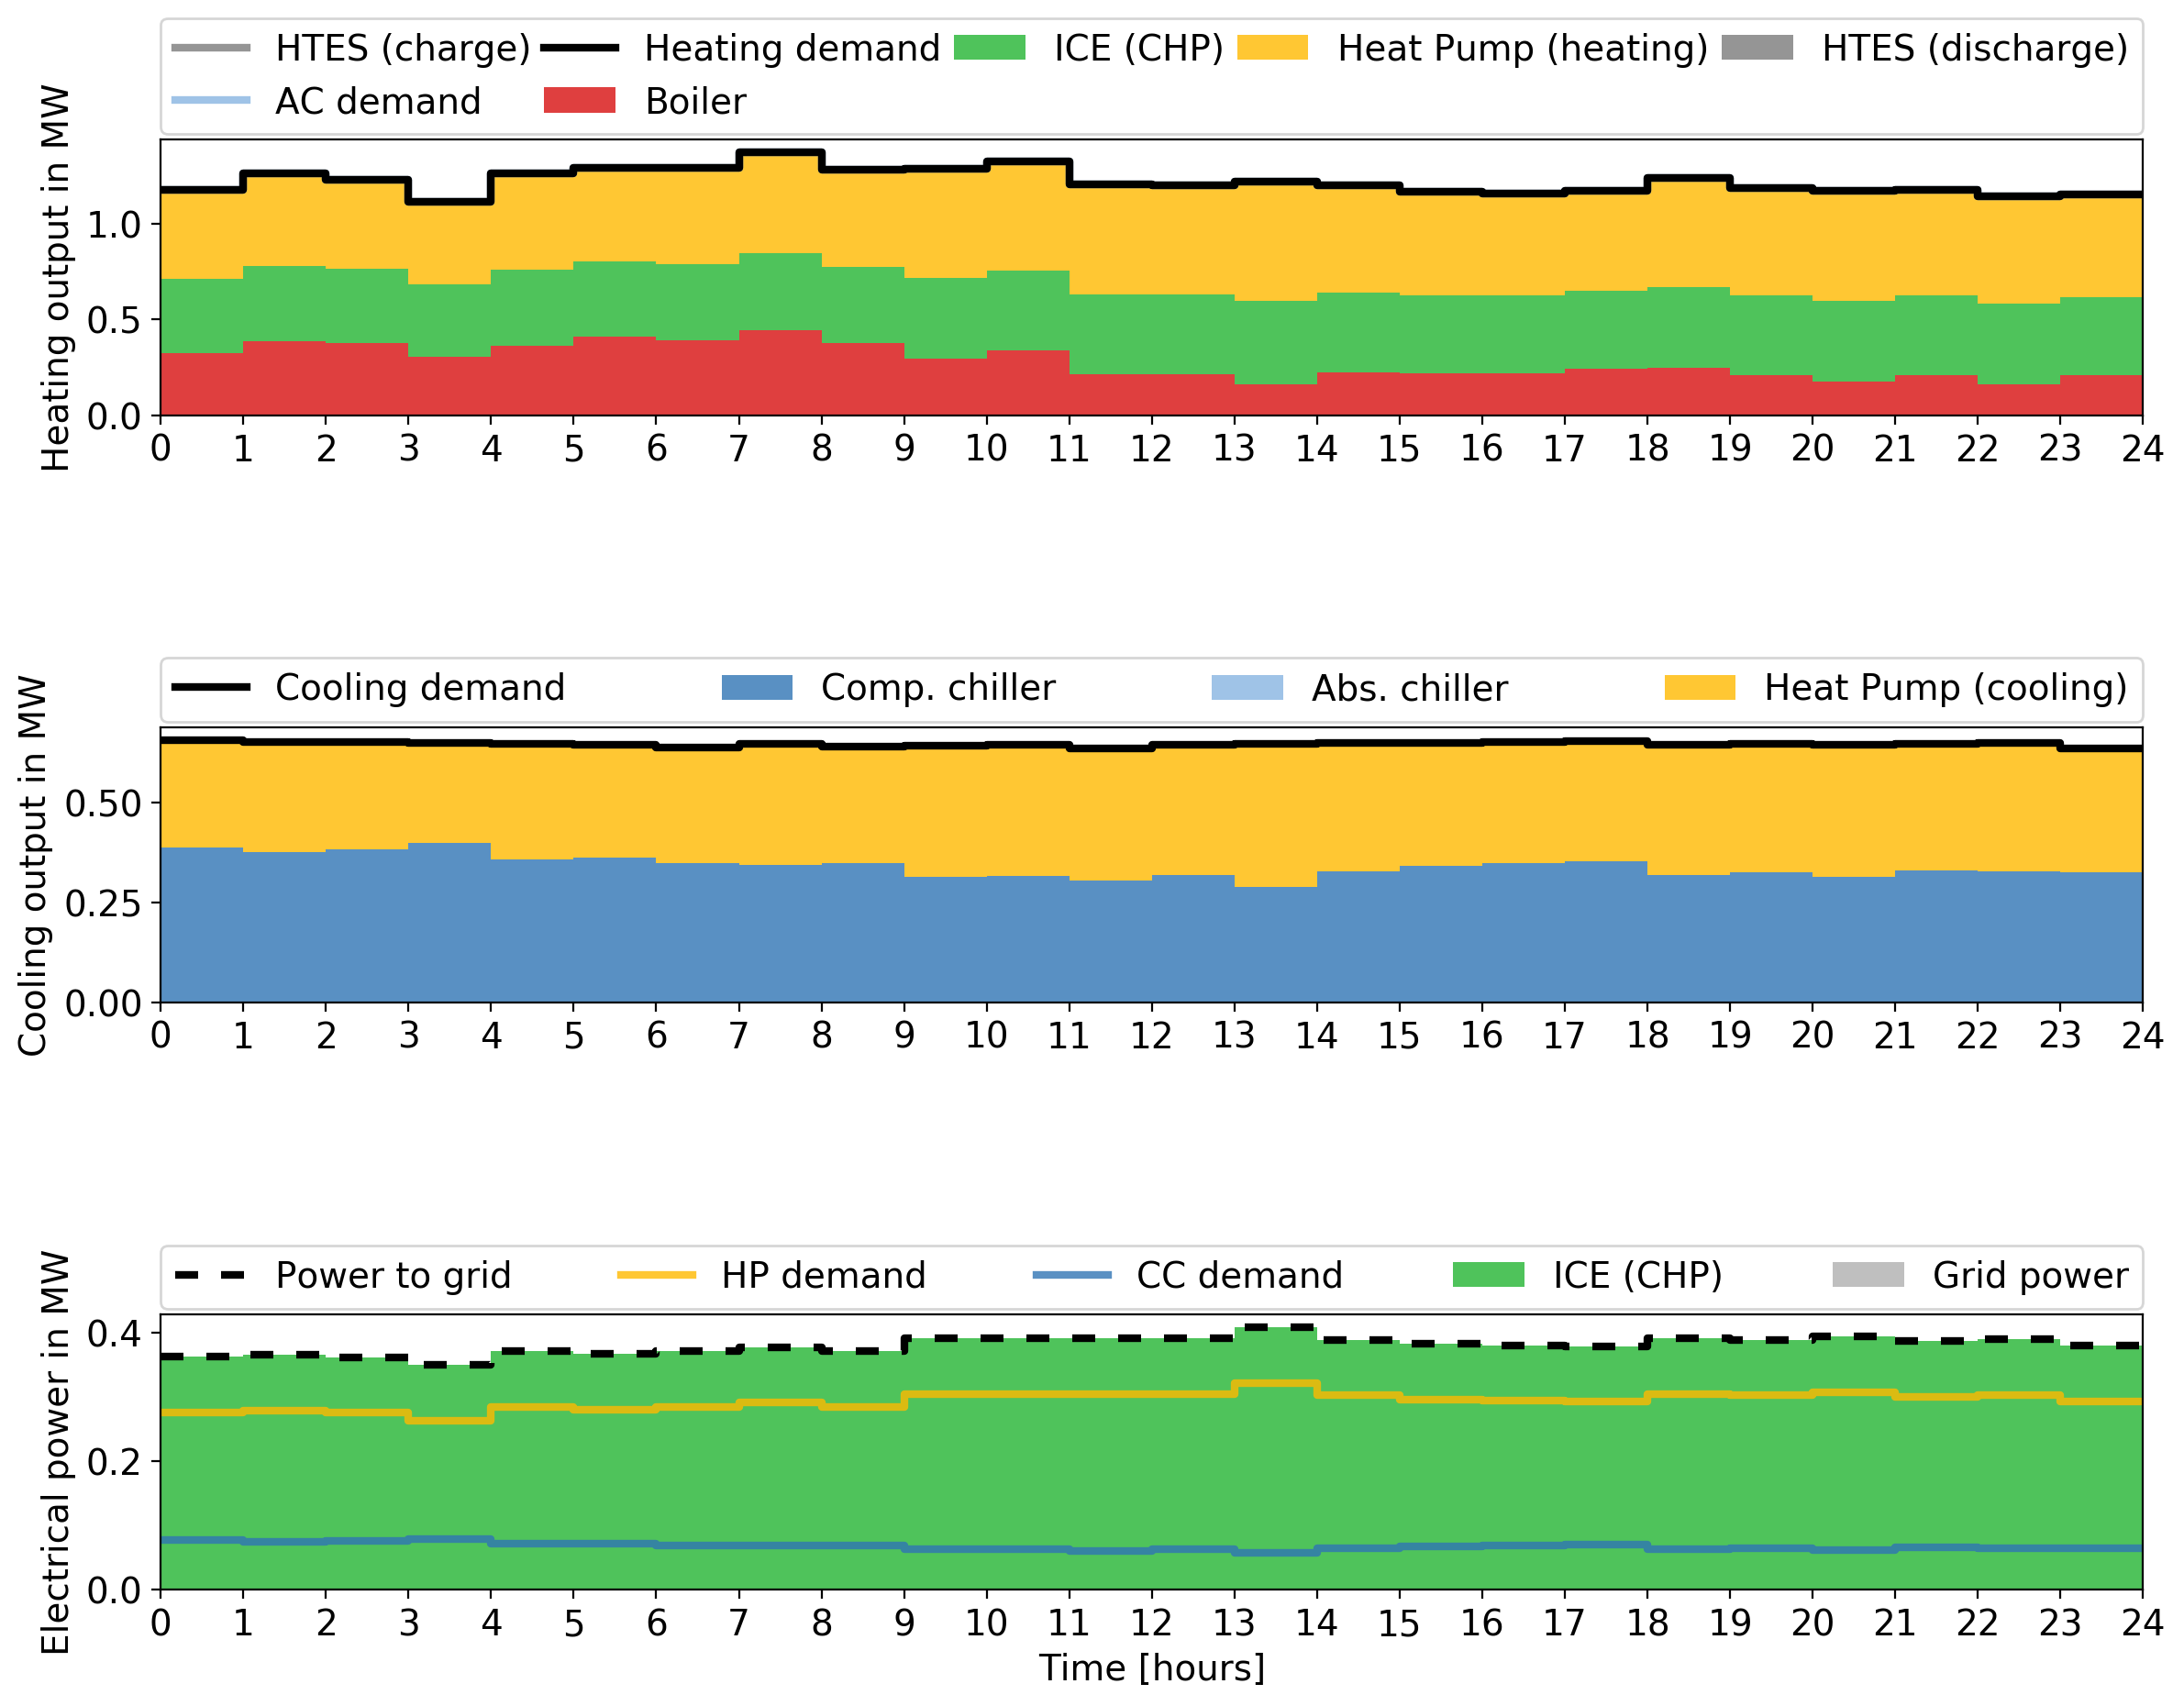 HTES (charge) Heating demand ICE (CHP) Heat Pump (heating) HTES (discharge)
AC demand Boiler
Heating output in MW
1.0
0.5
0.0
0 1 2 3 4 5 6 7 8 9 10 11 12 13 14 15 16 17 18 19 20 21 22 23 24
Cooling demand Comp. chiller Abs. chiller Heat Pump (cooling)
Cooling output in MW
0.50
0.25
0.00
0 1 2 3 4 5 6 7 8 9 10 11 12 13 14 15 16 17 18 19 20 21 22 23 24
Power to grid HP demand CC demand ICE (CHP) Grid power
Electrical power in MW
0.4
0.2
0.0
0 1 2 3 4 5 6 7 8 9 10 11 12 13 14 15 16 17 18 19 20 21 22 23 24
Time [hours]